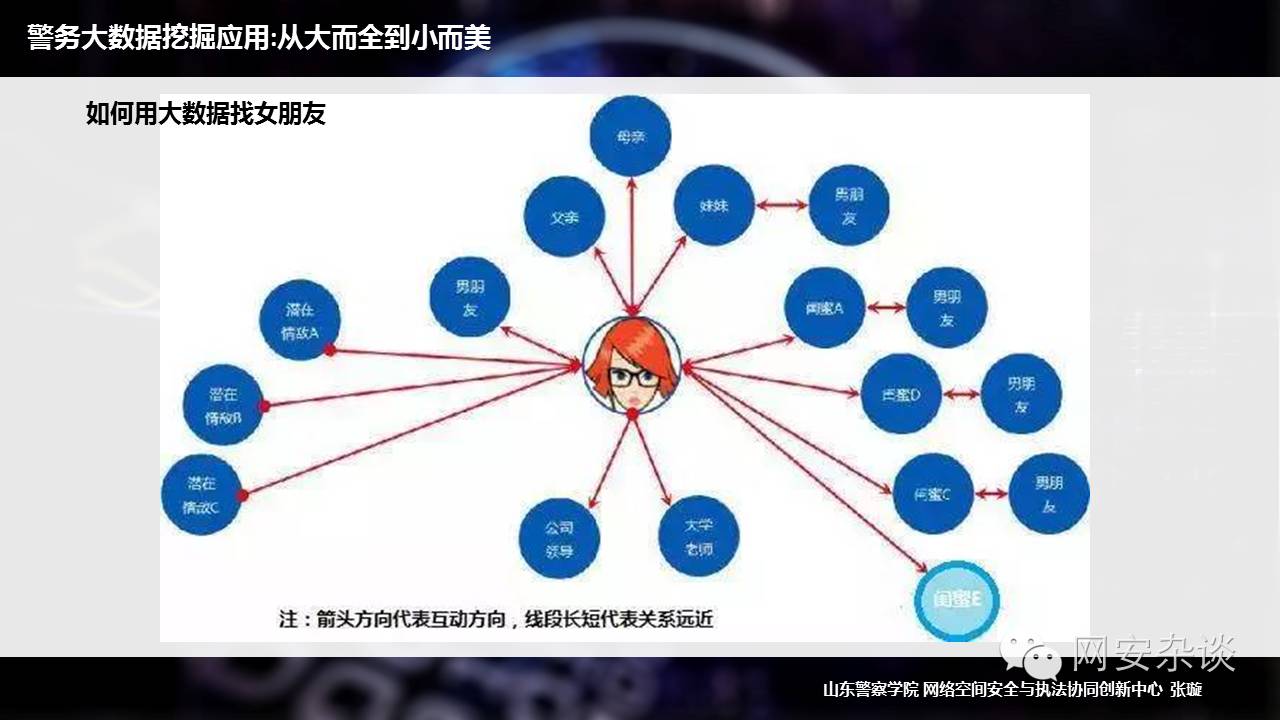 警务大数据挖掘应用:从大而全到小而美
如何用大数据找女朋友
母亲
父亲
妹妹
男朋
友
男朋
友
潜在
情敌A
潜在
情敌B
潜在
情敌C
闺蜜A
男朋
友
闺蜜D
男朋
友
闺蜜C
男朋
友
闺蜜E
公司
领导
大学
老师
注：箭头方向代表互动方向，线段长短代表关系远近
网安杂谈
山东警察学院 网络空间安全与执法协同创新中心 张璇